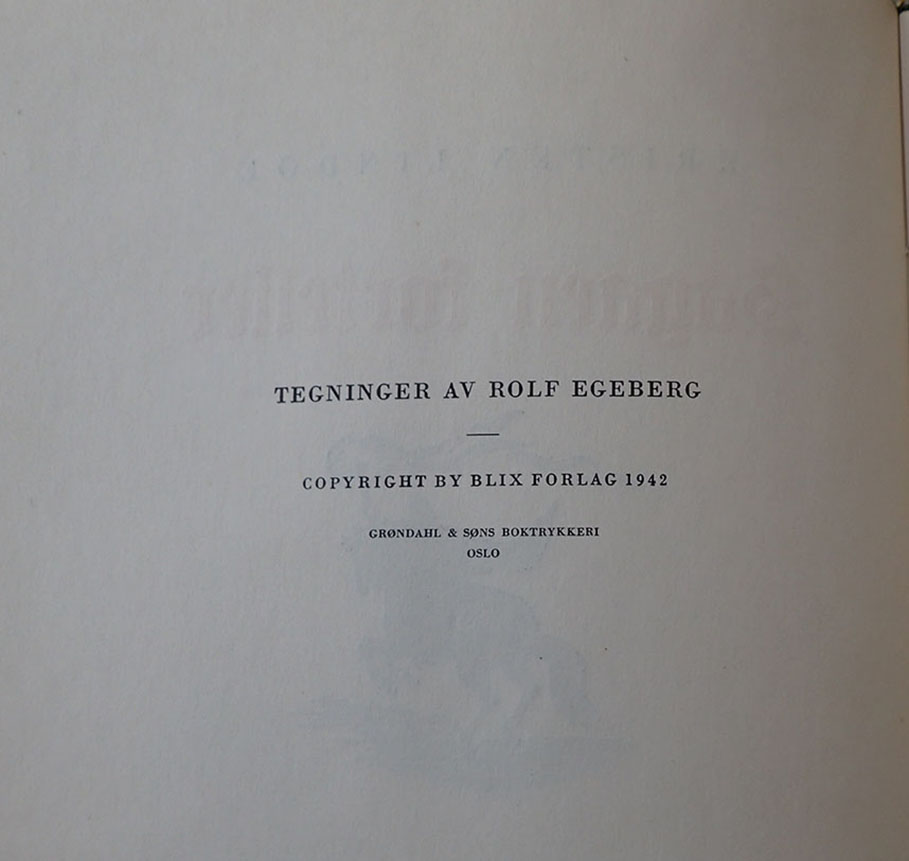 TEGNINGER AV ROLF EGEBERG
COPYRIGHT BY BLIX FORLAG 1942
GRØNDAHL & SØNS BOKTRYKKERI
OSLO